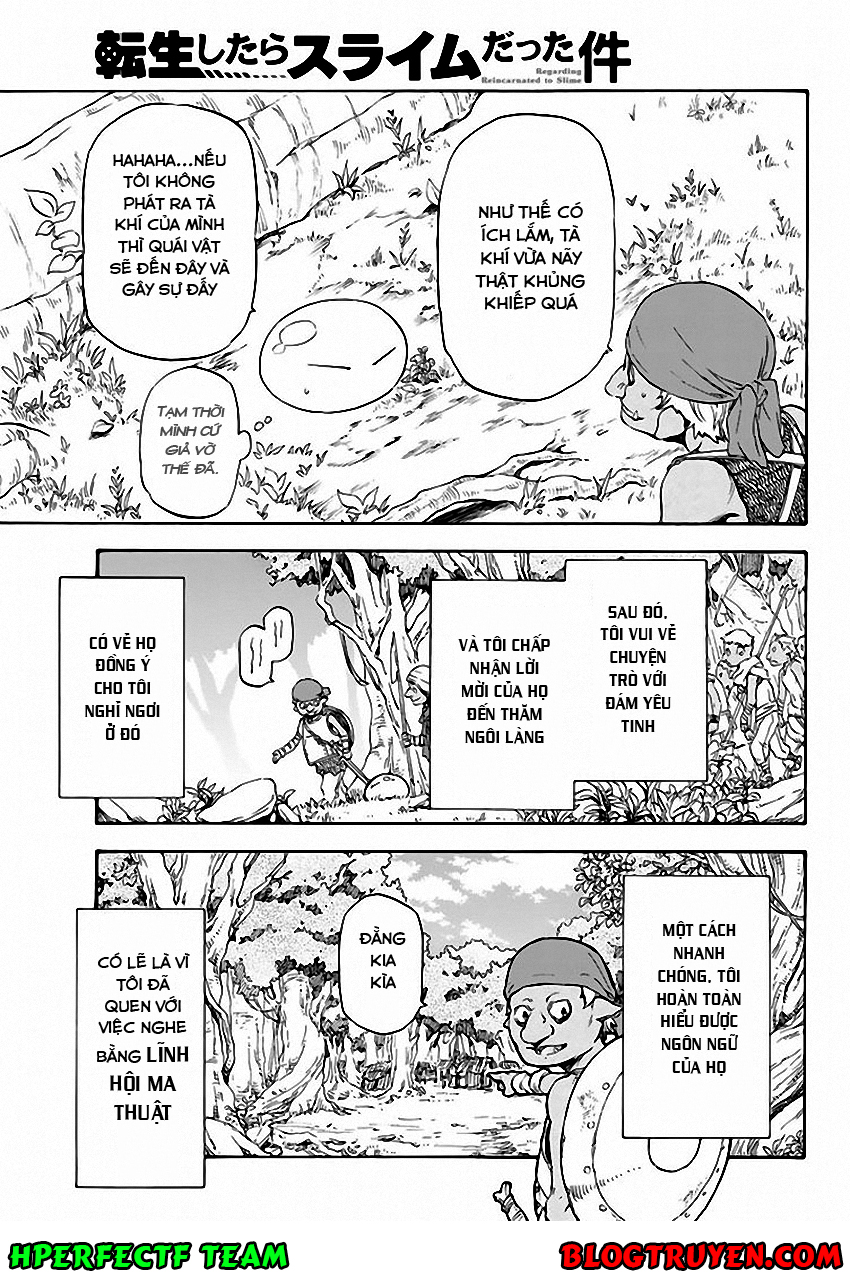 転生したらスライムだった件
Regarding
Reincarnated to Slime
NHƯ THẾ CÓ
ÍCH LẮM, TÀ
KHÍ VỪA NÃY
THẬT KHỦNG
KHIẾP QUÁ
HAHAHA...NẾU
TÔI KHÔNG
PHÁT RA TÀ
KHÍ CỦA MÌNH
THÌ QUÁI VẬT
SẼ ĐẾN ĐÂY VÀ
GÂY SỰ ĐẤY
TẠM THỜI
MÌNH CỨ
GIẢ VỜ
THẾ ĐÃ.
SAU ĐÓ,
TÔI VUI VẺ
CHUYỆN
TRÒ VỚI
ĐÁM YÊU
TINH
VÀ TÔI CHẤP
NHẬN LỜI
MỜI CỦA HỌ
ĐẾN THĂM
NGÔI LÀNG
CÓ VẺ HỌ
ĐỒNG Ý
CHO TÔI
NGHỈ NGƠI
Ở ĐÓ
MỘT CÁCH
NHANH
CHÓNG, TÔI
HOÀN TOÀN
HIỂU ĐƯỢC
NGÔN NGỮ
CỦA HỌ
ĐẰNG
KIA
KÌA
CÓ LẼ LÀ VÌ
TÔI ĐÃ
QUEN VỚI
VIỆC NGHE
BẰNG LĨNH
HỘI MA
THUẬT
HPERFECTF TEAM
BLOGTRUYEN.COM